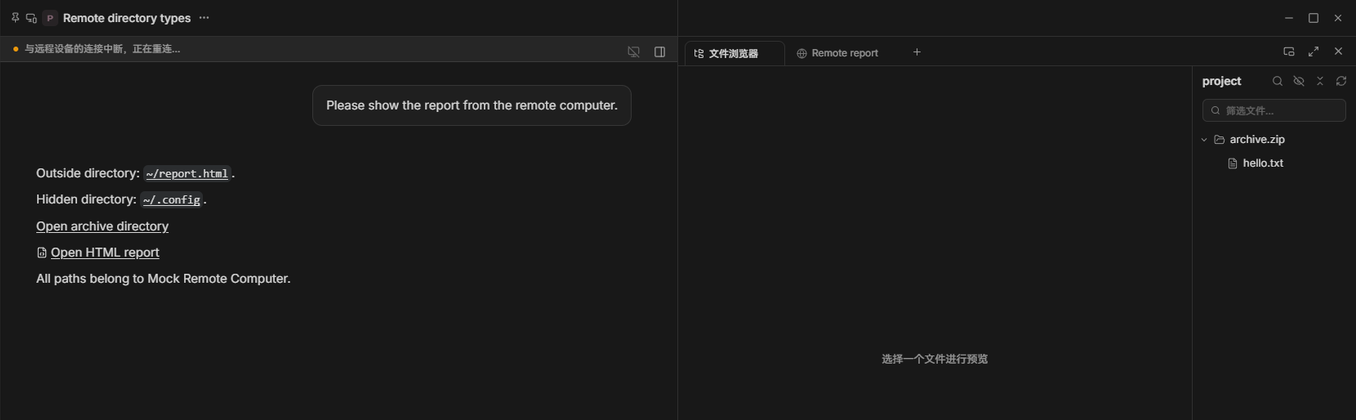 P Remote directory types ...
与远程设备的连接中断，正在重连...
Please show the report from the remote computer.
Outside directory: ~/report.html.
Hidden directory: ~/.config.
Open archive directory
Open HTML report
All paths belong to Mock Remote Computer.
文件浏览器
Remote report
选择一个文件进行预览
project
筛选文件...
archive.zip
hello.txt